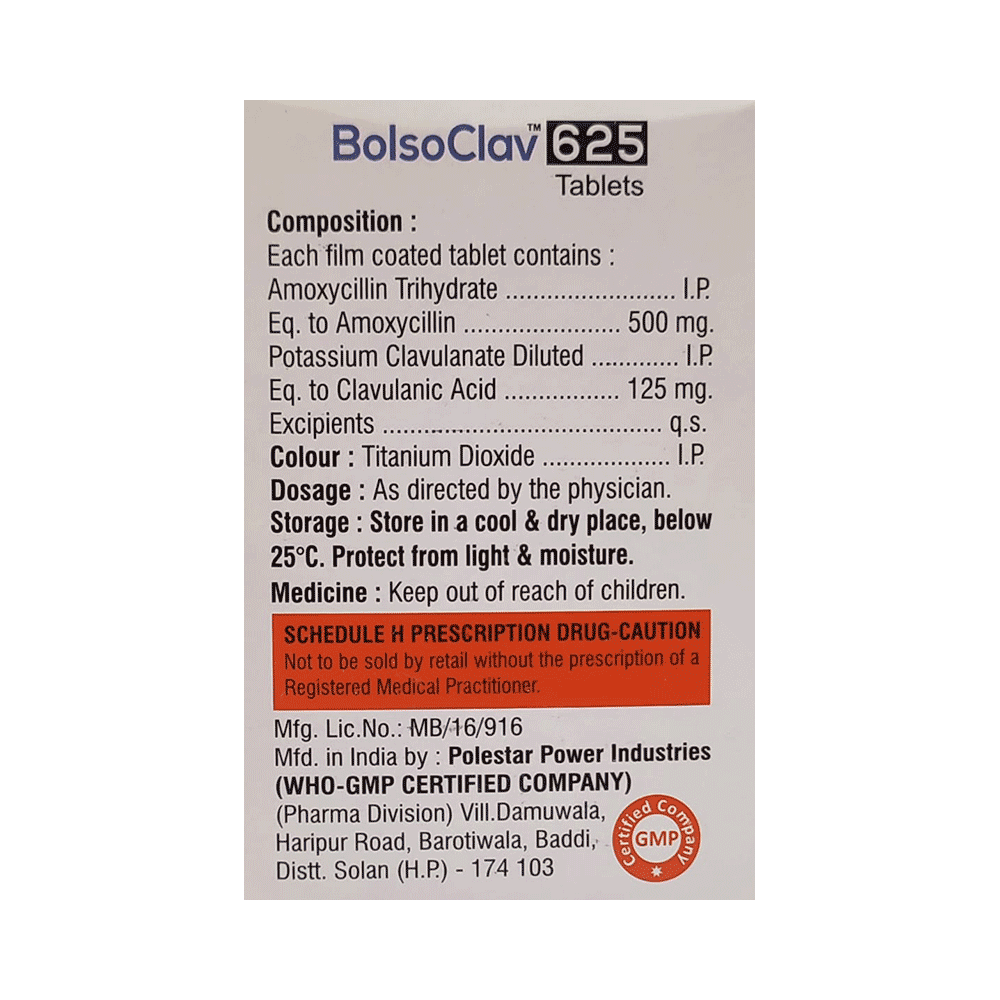 BolsoClav™ 625
Tablets
Composition :
Each film coated tablet contains :
Amoxycillin Trihydrate ......................... I.P.
Eq. to Amoxycillin ....................... 500 mg.
Potassium Clavulanate Diluted ............. I.P.
Eq. to Clavulanic Acid ................. 125 mg.
Excipients ......................................... q.s.
Colour : Titanium Dioxide ................... I.P.
Dosage : As directed by the physician.
Storage : Store in a cool & dry place, below
25°C. Protect from light & moisture.
Medicine : Keep out of reach of children.
SCHEDULE H PRESCRIPTION DRUG-CAUTION
Not to be sold by retail without the prescription of a
Registered Medical Practitioner.
Mfg. Lic.No.: MB/16/916
Mfd. in India by : Polestar Power Industries
(WHO-GMP CERTIFIED COMPANY)
(Pharma Division) Vill.Damuwala,
Haripur Road, Barotiwala, Baddi,
Distt. Solan (H.P.) - 174 103
Certified Company
GMP